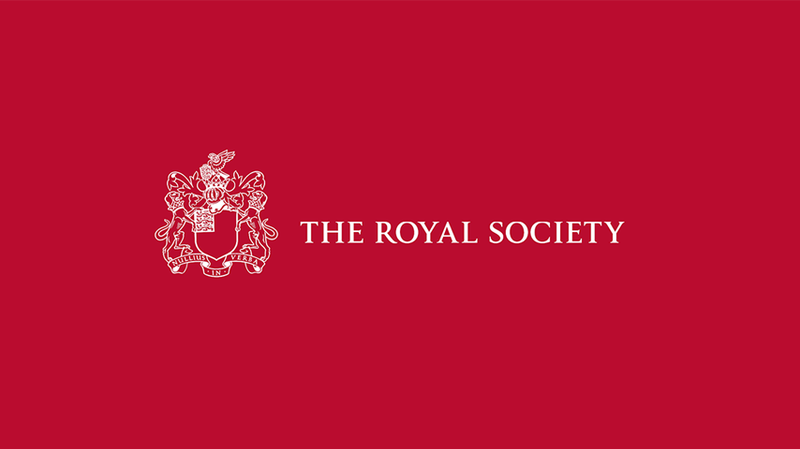 THE ROYAL SOCIETY
NULLIUS IN VERBA